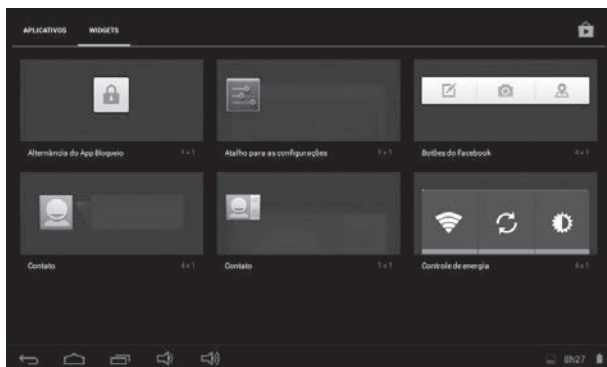 APLICATIVOS WIDGETS
Alternância do App Bloqueio 1 x 1
Atalho para as configurações 1 x 1
Botões do Facebook 4 x 1
Contato 4 x 1
Contato 1 x 1
Controle de energia 4 x 1
8h27